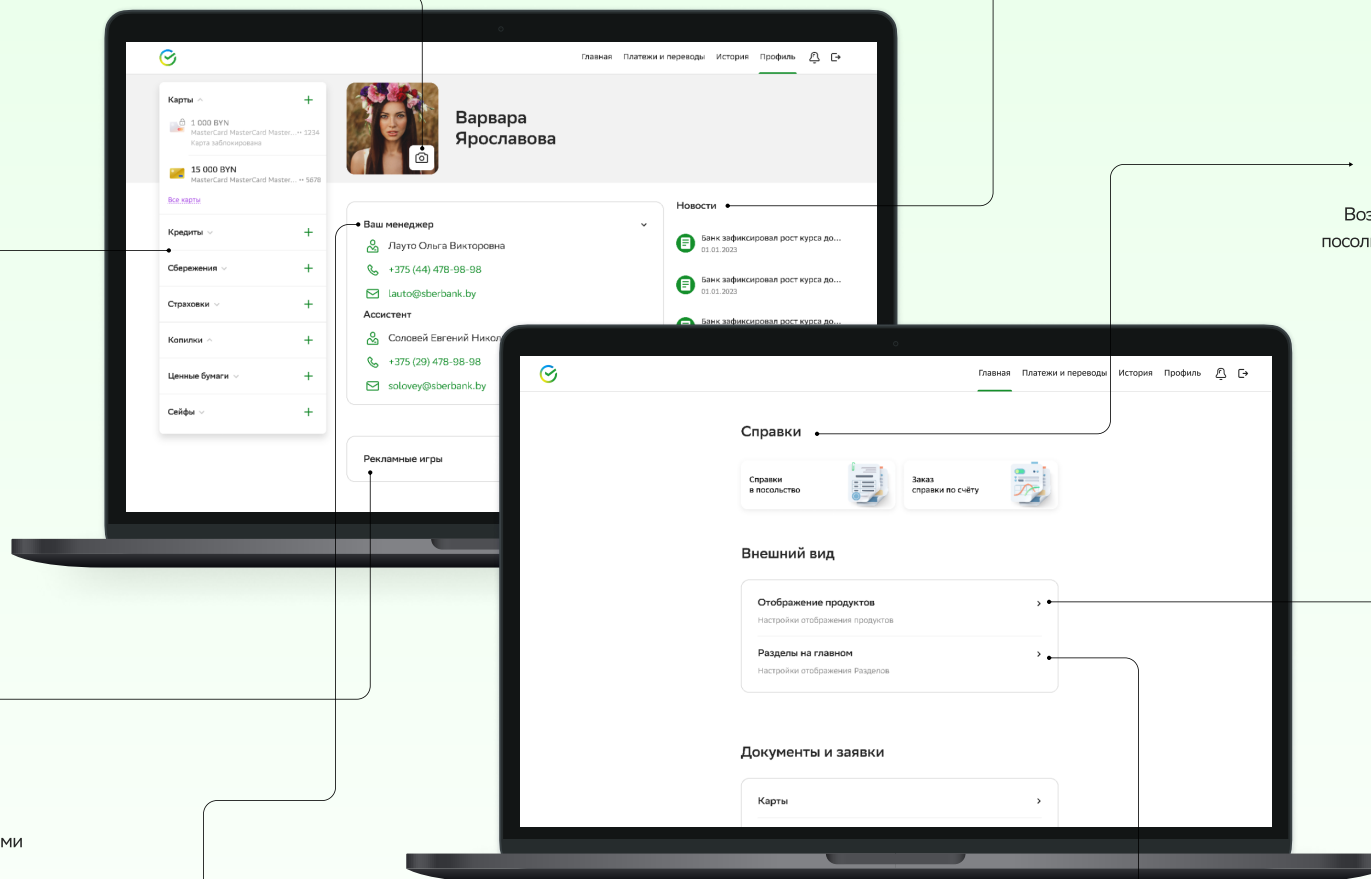 Главная Платежи и переводы История Профиль
Карты
1 000 BYN
MasterCard MasterCard Master... •• 1234
Карта заблокирована
15 000 BYN
MasterCard MasterCard Master... •• 5678
Все карты
Кредиты
Сбережения
Страховки
Копилки
Ценные бумаги
Сейфы
Варвара
Ярославова
Ваш менеджер
Лауто Ольга Викторовна
+375 (44) 478-98-98
lauto@sberbank.by
Ассистент
Соловей Евгений Никол
+375 (29) 478-98-98
solovey@sberbank.by
Рекламные игры
Новости
Банк зафиксировал рост курса до...
01.01.2023
Банк зафиксировал рост курса до...
01.01.2023
Банк зафиксировал рост курса до...
Воз
посол
Главная Платежи и переводы История Профиль
Справки
Справки
в посольство
Заказ
справки по счёту
Внешний вид
Отображение продуктов
Настройки отображения продуктов
Разделы на главном
Настройки отображения Разделов
Документы и заявки
Карты
ми